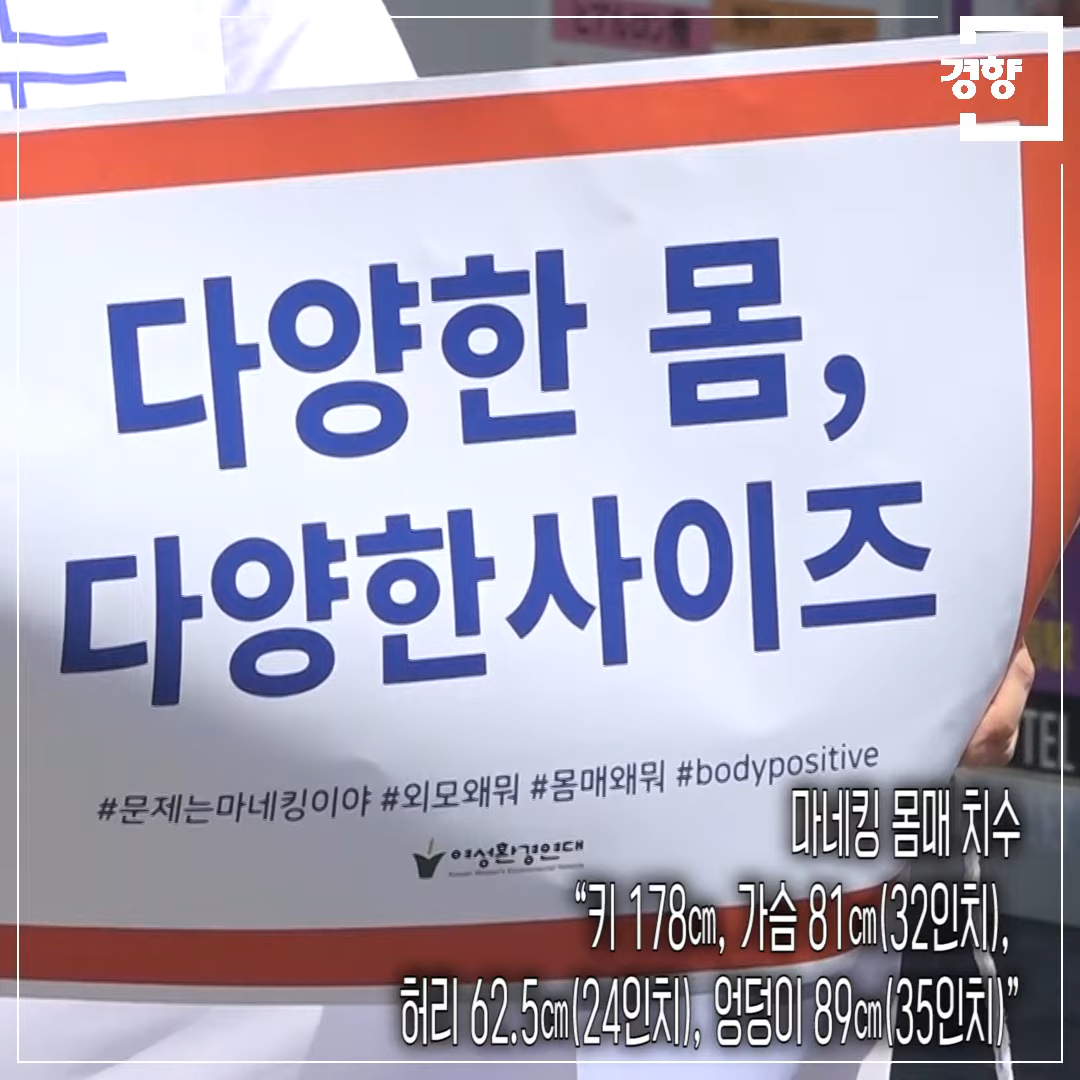 경향
다양한 몸,
다양한사이즈
#문제는마네킹이야 #외모왜뭐 #몸매왜뭐 #bodypositive
여성환경연대
마네킹 몸매 치수
“키 178㎝, 가슴 81㎝(32인치),
허리 62.5㎝(24인치), 엉덩이 89㎝(35인치)”
TEL